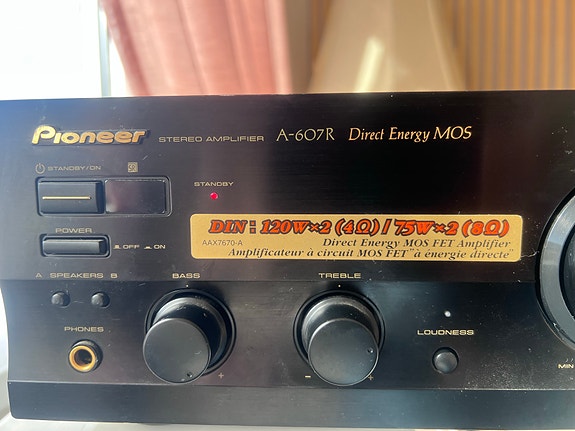 Pioneer STEREO AMPLIFIER A-607R Direct Energy MOS
STANDBY/ON
STANDBY
DIN: 120W×2 (4Ω) / 75W×2 (8Ω)
AAX7670-A Direct Energy MOS FET Amplifier
Amplificateur à circuit MOS FET "à énergie directe"
POWER
OFF ON
A SPEAKERS B
BASS
TREBLE
PHONES
LOUDNESS
- + - +
MIN